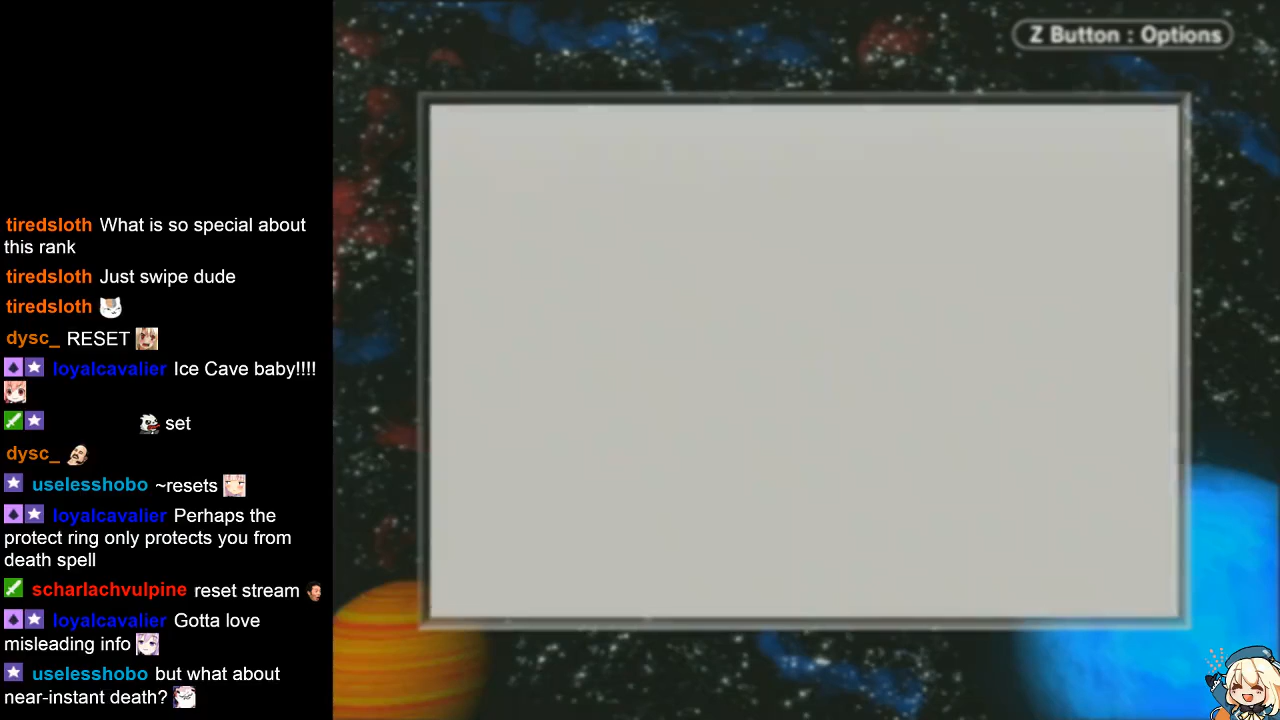 Z Button : Options
tiredsloth What is so special about
this rank
tiredsloth Just swipe dude
tiredsloth
dysc_ RESET
loyalcavalier Ice Cave baby!!!!
set
dysc_
uselesshobo ~resets
loyalcavalier Perhaps the
protect ring only protects you from
death spell
scharlachvulpine reset stream
loyalcavalier Gotta love
misleading info
uselesshobo but what about
near-instant death?